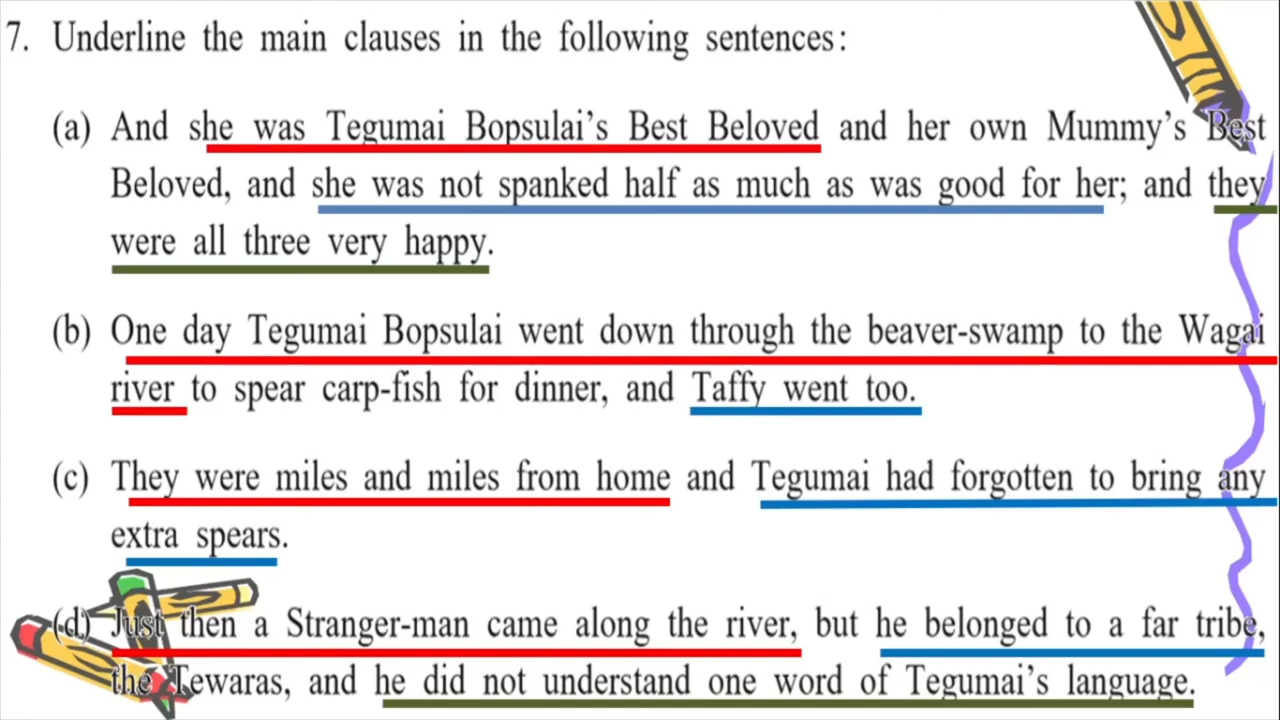 7. Underline the main clauses in the following sentences:
(a) And she was Tegumai Bopsulai’s Best Beloved and her own Mummy’s Best
Beloved, and she was not spanked half as much as was good for her; and they
were all three very happy.
(b) One day Tegumai Bopsulai went down through the beaver-swamp to the Wagai
river to spear carp-fish for dinner, and Taffy went too.
(c) They were miles and miles from home and Tegumai had forgotten to bring any
extra spears.
(d) Just then a Stranger-man came along the river, but he belonged to a far tribe,
the Tewaras, and he did not understand one word of Tegumai’s language.